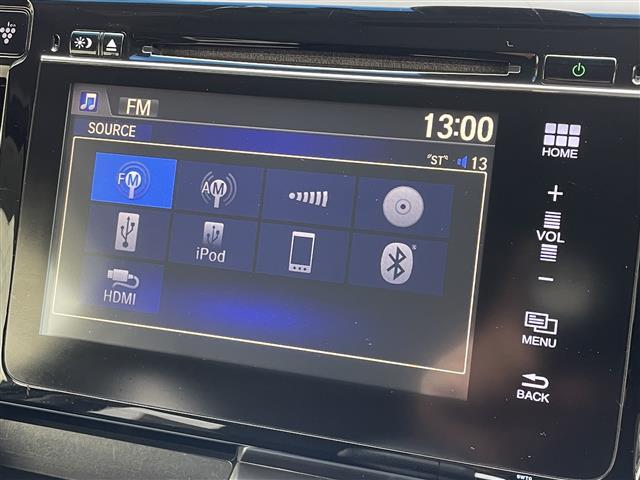 FM
13:00
SOURCE
"ST" 13
FM
AM
iPod
HDMI
HOME
+
VOL
−
MENU
BACK